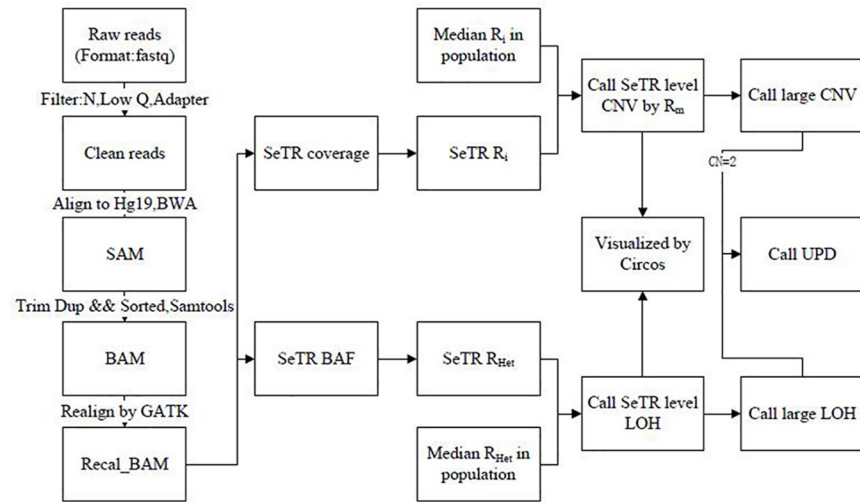 Raw reads
(Format:fastq)
Filter:N,Low Q,Adapter
Clean reads
Align to Hg19,BWA
SAM
Trim Dup && Sorted,Samtools
BAM
Realign by GATK
Recal_BAM
SeTR coverage
SeTR BAF
Median Ri in
population
SeTR Ri
SeTR RHet
Median RHet in
population
Call SeTR level
CNV by Rm
Visualized by
Circos
Call SeTR level
LOH
Call large CNV
CN=2
Call UPD
Call large LOH